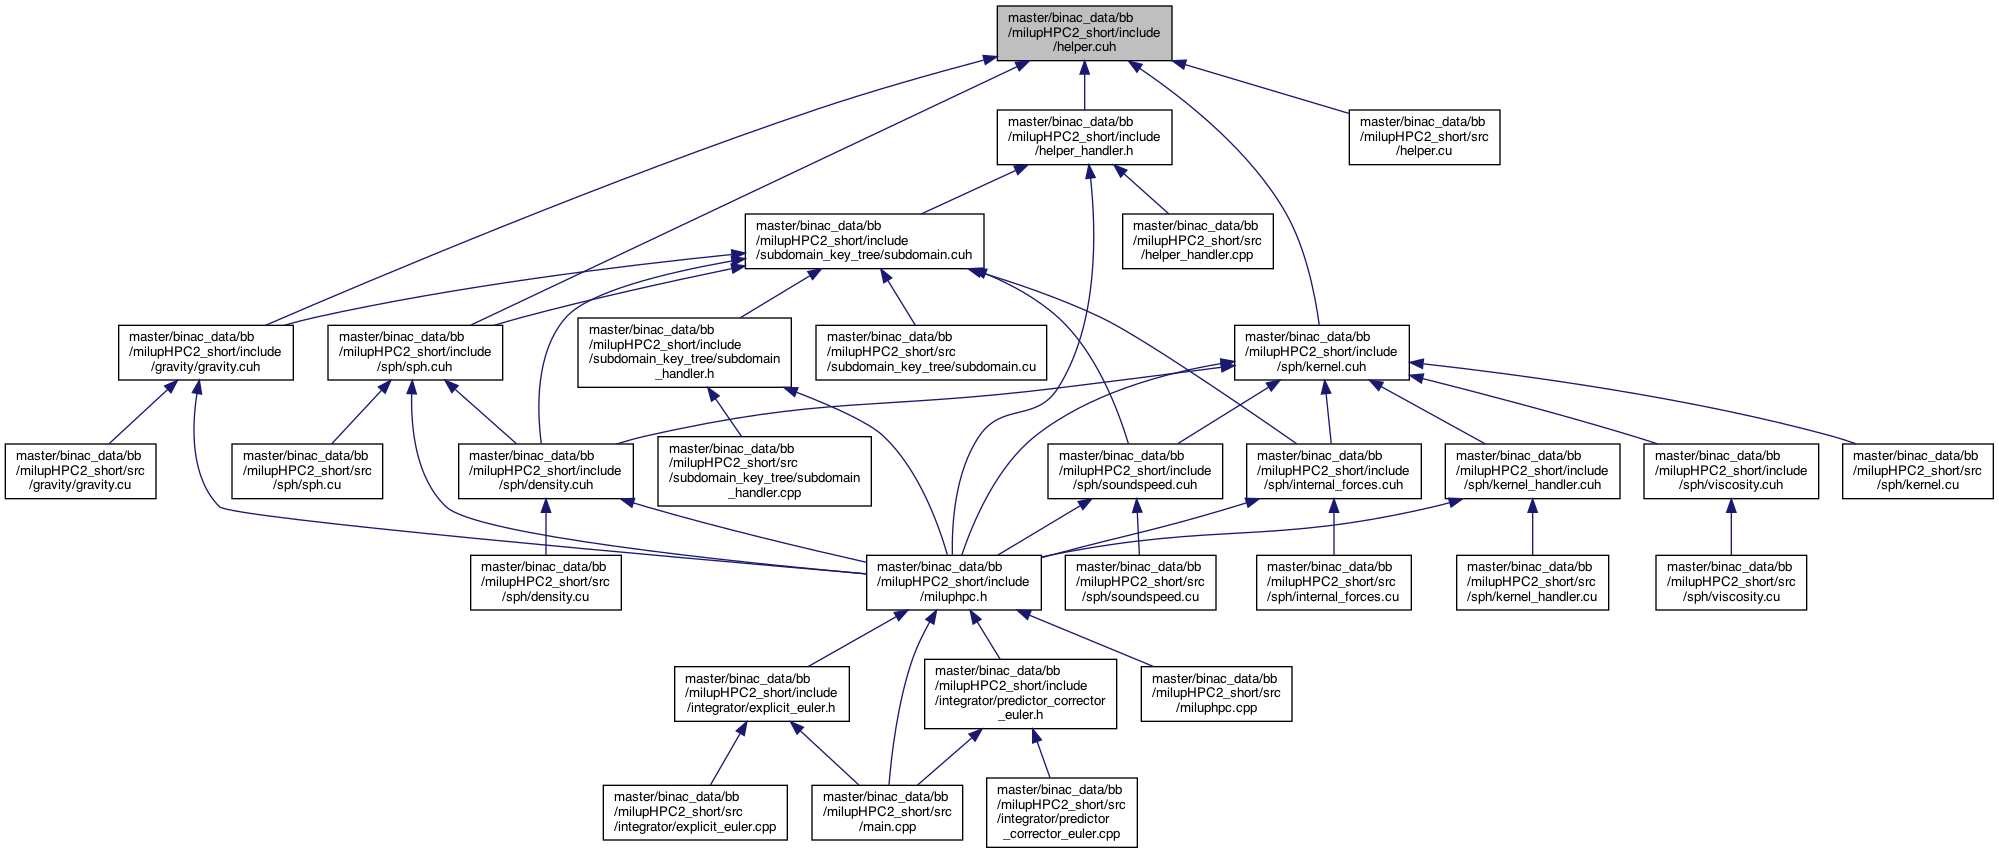 master/binac_data/bb
/milupHPC2_short/include
/helper.cuh
master/binac_data/bb
/milupHPC2_short/include
/helper_handler.h
master/binac_data/bb
/milupHPC2_short/src
/helper.cu
master/binac_data/bb
/milupHPC2_short/include
/subdomain_key_tree/subdomain.cuh
master/binac_data/bb
/milupHPC2_short/src
/helper_handler.cpp
master/binac_data/bb
/milupHPC2_short/include
/gravity/gravity.cuh
master/binac_data/bb
/milupHPC2_short/include
/sph/sph.cuh
master/binac_data/bb
/milupHPC2_short/include
/subdomain_key_tree/subdomain
_handler.h
master/binac_data/bb
/milupHPC2_short/src
/subdomain_key_tree/subdomain.cu
master/binac_data/bb
/milupHPC2_short/include
/sph/kernel.cuh
master/binac_data/bb
/milupHPC2_short/src
/gravity/gravity.cu
master/binac_data/bb
/milupHPC2_short/src
/sph/sph.cu
master/binac_data/bb
/milupHPC2_short/include
/sph/density.cuh
master/binac_data/bb
/milupHPC2_short/src
/subdomain_key_tree/subdomain
_handler.cpp
master/binac_data/bb
/milupHPC2_short/include
/sph/soundspeed.cuh
master/binac_data/bb
/milupHPC2_short/include
/sph/internal_forces.cuh
master/binac_data/bb
/milupHPC2_short/include
/sph/kernel_handler.cuh
master/binac_data/bb
/milupHPC2_short/include
/sph/viscosity.cuh
master/binac_data/bb
/milupHPC2_short/src
/sph/kernel.cu
master/binac_data/bb
/milupHPC2_short/src
/sph/density.cu
master/binac_data/bb
/milupHPC2_short/include
/miluphpc.h
master/binac_data/bb
/milupHPC2_short/src
/sph/soundspeed.cu
master/binac_data/bb
/milupHPC2_short/src
/sph/internal_forces.cu
master/binac_data/bb
/milupHPC2_short/src
/sph/kernel_handler.cu
master/binac_data/bb
/milupHPC2_short/src
/sph/viscosity.cu
master/binac_data/bb
/milupHPC2_short/include
/integrator/explicit_euler.h
master/binac_data/bb
/milupHPC2_short/include
/integrator/predictor_corrector
_euler.h
master/binac_data/bb
/milupHPC2_short/src
/miluphpc.cpp
master/binac_data/bb
/milupHPC2_short/src
/integrator/explicit_euler.cpp
master/binac_data/bb
/milupHPC2_short/src
/main.cpp
master/binac_data/bb
/milupHPC2_short/src
/integrator/predictor
_corrector_euler.cpp